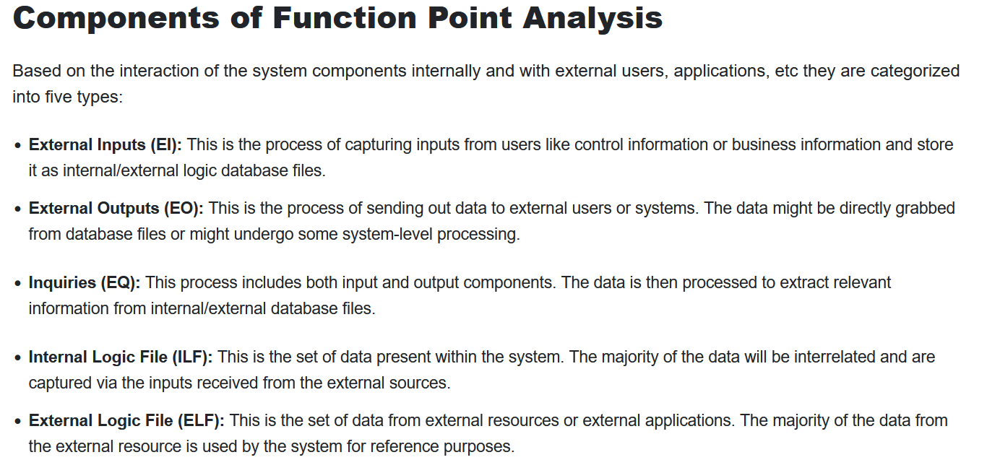 Components of Function Point Analysis
Based on the interaction of the system components internally and with external users, applications, etc they are categorized
into five types:
• External Inputs (EI): This is the process of capturing inputs from users like control information or business information and store
it as internal/external logic database files.
• External Outputs (EO): This is the process of sending out data to external users or systems. The data might be directly grabbed
from database files or might undergo some system-level processing.
• Inquiries (EQ): This process includes both input and output components. The data is then processed to extract relevant
information from internal/external database files.
• Internal Logic File (ILF): This is the set of data present within the system. The majority of the data will be interrelated and are
captured via the inputs received from the external sources.
• External Logic File (ELF): This is the set of data from external resources or external applications. The majority of the data from
the external resource is used by the system for reference purposes.